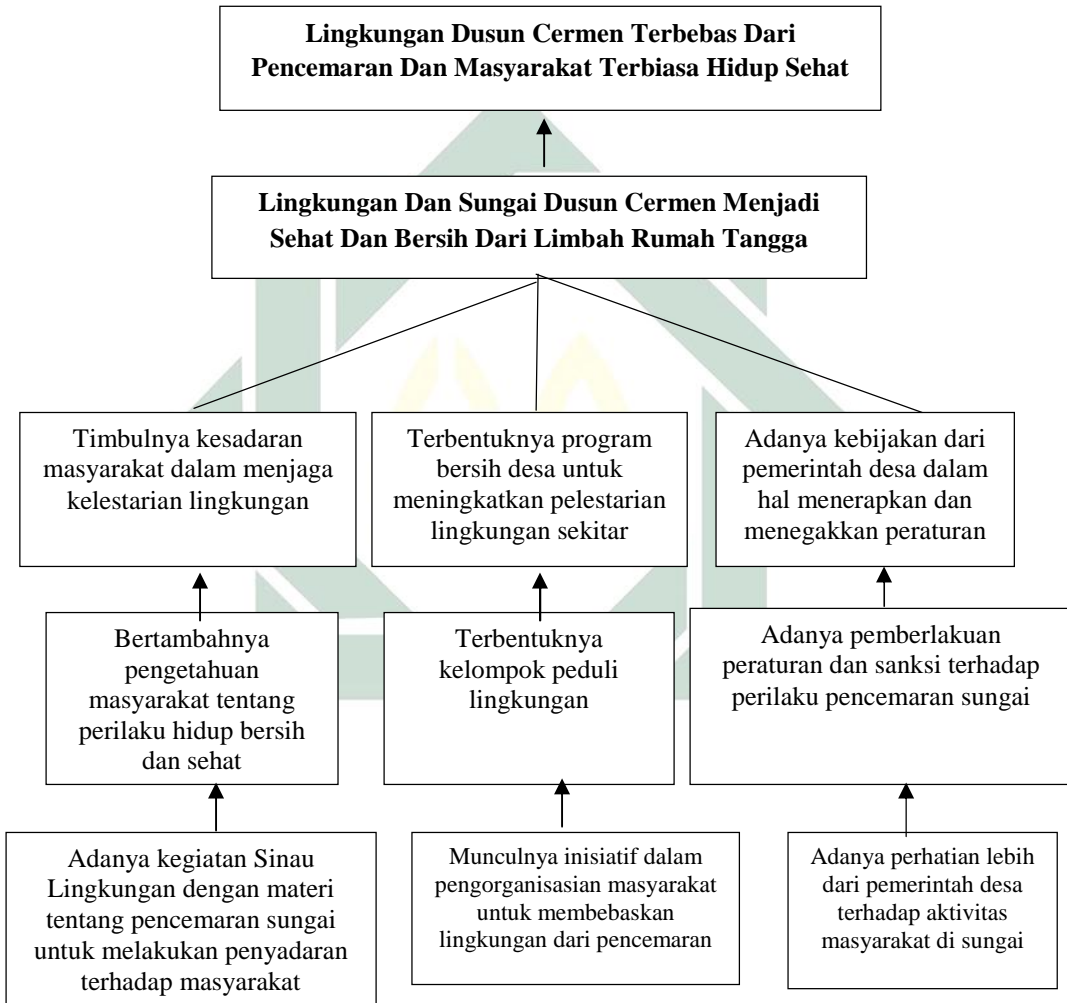 Lingkungan Dusun Cermen Terbebas Dari
Pencemaran Dan Masyarakat Terbiasa Hidup Sehat
Lingkungan Dan Sungai Dusun Cermen Menjadi
Sehat Dan Bersih Dari Limbah Rumah Tangga
Timbulnya kesadaran
masyarakat dalam menjaga
kelestarian lingkungan
Terbentuknya program
bersih desa untuk
meningkatkan pelestarian
lingkungan sekitar
Adanya kebijakan dari
pemerintah desa dalam
hal menerapkan dan
menegakkan peraturan
Bertambahnya
pengetahuan
masyarakat tentang
perilaku hidup bersih
dan sehat
Terbentuknya
kelompok peduli
lingkungan
Adanya pemberlakuan
peraturan dan sanksi terhadap
perilaku pencemaran sungai
Adanya kegiatan Sinau
Lingkungan dengan materi
tentang pencemaran sungai
untuk melakukan penyadaran
terhadap masyarakat
Munculnya inisiatif dalam
pengorganisasian masyarakat
untuk membebaskan
lingkungan dari pencemaran
Adanya perhatian lebih
dari pemerintah desa
terhadap aktivitas
masyarakat di sungai